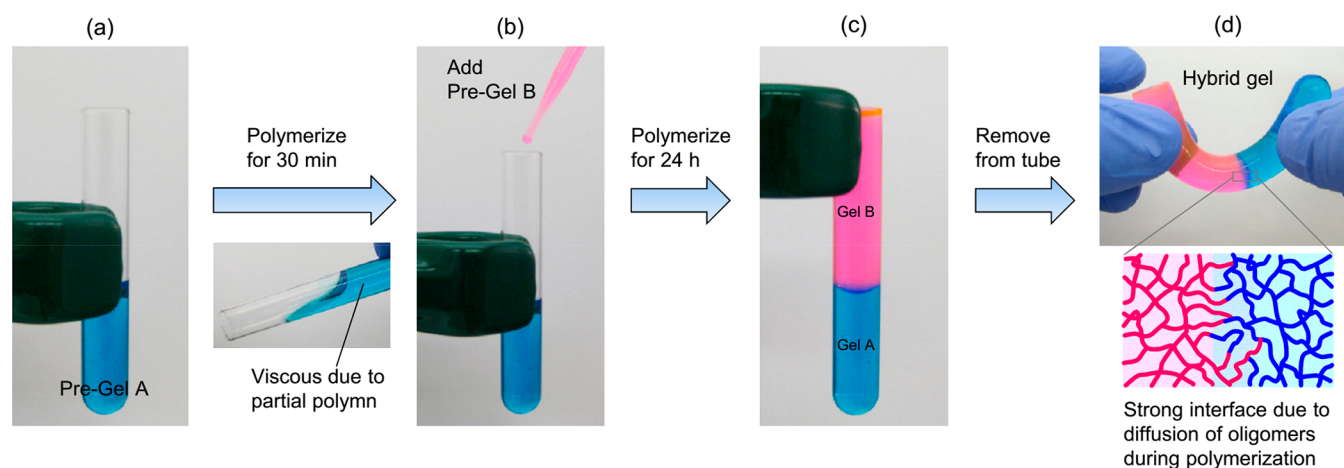 (a)
Pre-Gel A
Polymerize
for 30 min
Viscous due to
partial polymn
(b)
Add
Pre-Gel B
Polymerize
for 24 h
(c)
Gel B
Gel A
Remove
from tube
(d)
Hybrid gel
Strong interface due to
diffusion of oligomers
during polymerization